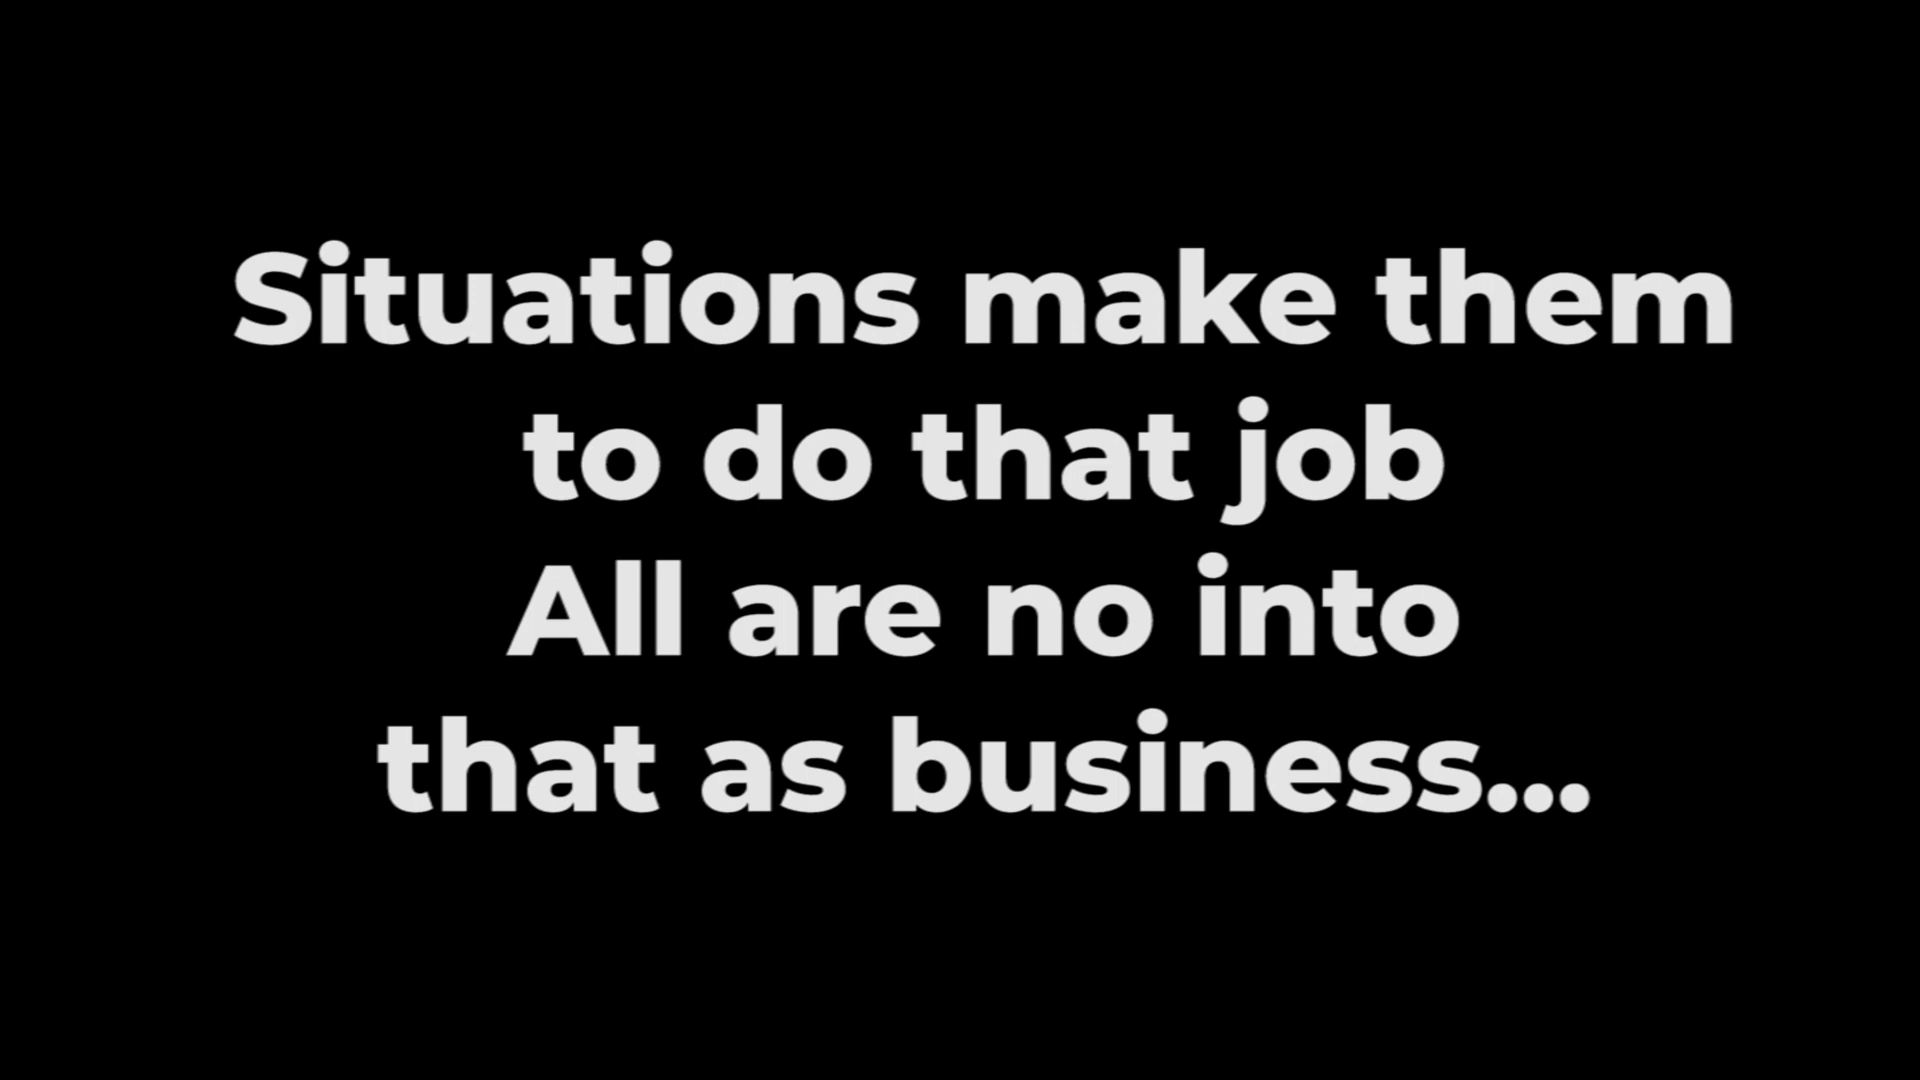 Situations make them
to do that job
All are no into
that as business...